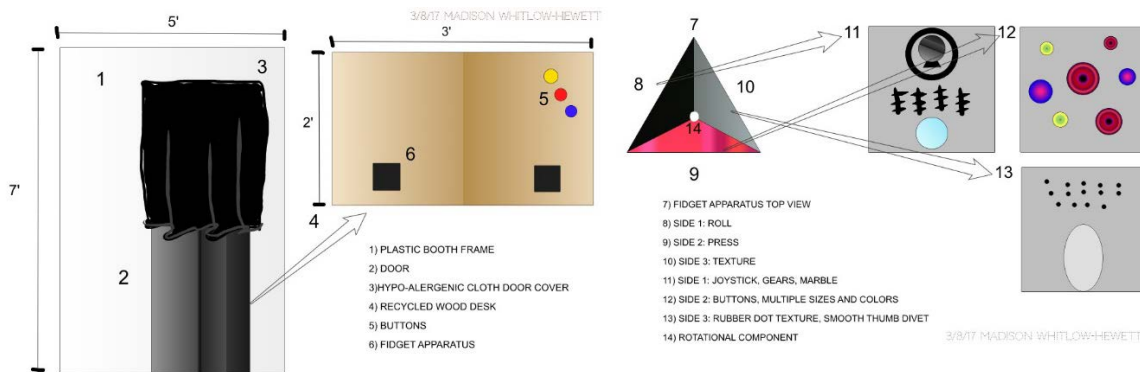 3/8/17 MADISON WHITLOW-HEWETT
5'
7'
1
3
2
3'
2'
5
6
4
1) PLASTIC BOOTH FRAME
2) DOOR
3)HYPO-ALERGENIC CLOTH DOOR COVER
4) RECYCLED WOOD DESK
5) BUTTONS
6) FIDGET APPARATUS
7
8
10
14
9
11
12
13
7) FIDGET APPARATUS TOP VIEW
8) SIDE 1: ROLL
9) SIDE 2: PRESS
10) SIDE 3: TEXTURE
11) SIDE 1: JOYSTICK, GEARS, MARBLE
12) SIDE 2: BUTTONS, MULTIPLE SIZES AND COLORS
13) SIDE 3: RUBBER DOT TEXTURE, SMOOTH THUMB DIVET
14) ROTATIONAL COMPONENT
3/8/17 MADISON WHITLOW-HEWETT